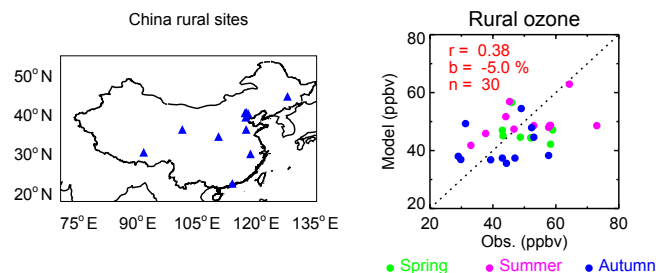 China rural sites
50° N
40° N
30° N
20° N
75° E
90° E
105° E
120° E
135° E
Rural ozone
r = 0.38
b = -5.0 %
n = 30
Model (ppbv)
80
60
40
20
20
40
60
80
Obs. (ppbv)
Spring
Summer
Autumn